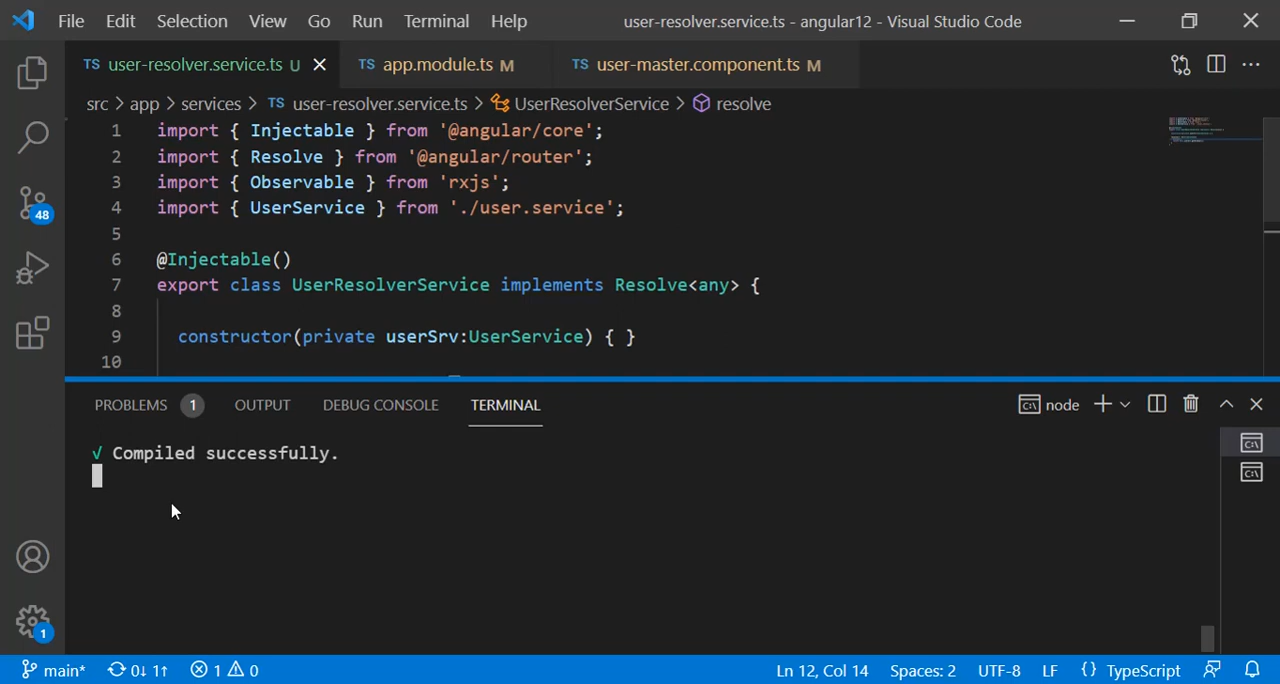 File Edit Selection View Go Run Terminal Help user-resolver.service.ts - angular12 - Visual Studio Code
TS user-resolver.service.ts U TS app.module.ts M TS user-master.component.ts M
src > app > services > TS user-resolver.service.ts > UserResolverService > resolve
1 import { Injectable } from '@angular/core';
2 import { Resolve } from '@angular/router';
3 import { Observable } from 'rxjs';
4 import { UserService } from './user.service';
5
6 @Injectable()
7 export class UserResolverService implements Resolve<any> {
8
9 constructor(private userSrv:UserService) { }
10
PROBLEMS 1 OUTPUT DEBUG CONSOLE TERMINAL node
√ Compiled successfully.
48
1
main* 0↓ 1↑ 1 0 Ln 12, Col 14 Spaces: 2 UTF-8 LF {} TypeScript